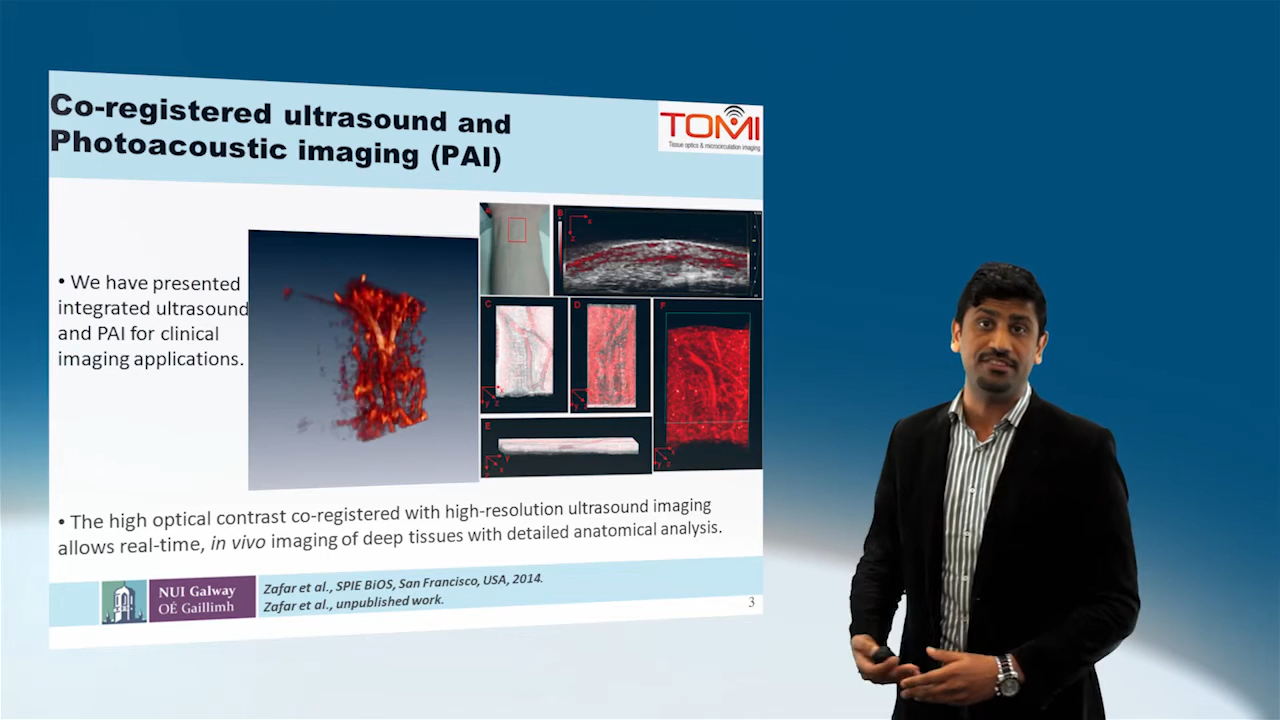 Co-registered ultrasound and
Photoacoustic imaging (PAI)
TOMI
Tissue optics & microcirculation imaging
• We have presented
integrated ultrasound
and PAI for clinical
imaging applications.
A
B
x
z
C
D
F
E
• The high optical contrast co-registered with high-resolution ultrasound imaging
allows real-time, in vivo imaging of deep tissues with detailed anatomical analysis.
NUI Galway
OÉ Gaillimh
Zafar et al., SPIE BiOS, San Francisco, USA, 2014.
Zafar et al., unpublished work.
3